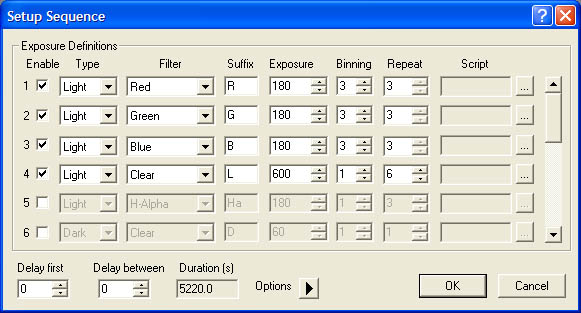 Setup Sequence
Exposure Definitions
Enable Type Filter Suffix Exposure Binning Repeat Script
1 Light Red R 180 3 3 ...
2 Light Green G 180 3 3 ...
3 Light Blue B 180 3 3 ...
4 Light Clear L 600 1 6 ...
5 Light H-Alpha Ha 180 1 3 ...
6 Dark Clear D 60 1 1 ...
Delay first Delay between Duration (s)
0 0 5220.0 Options OK Cancel